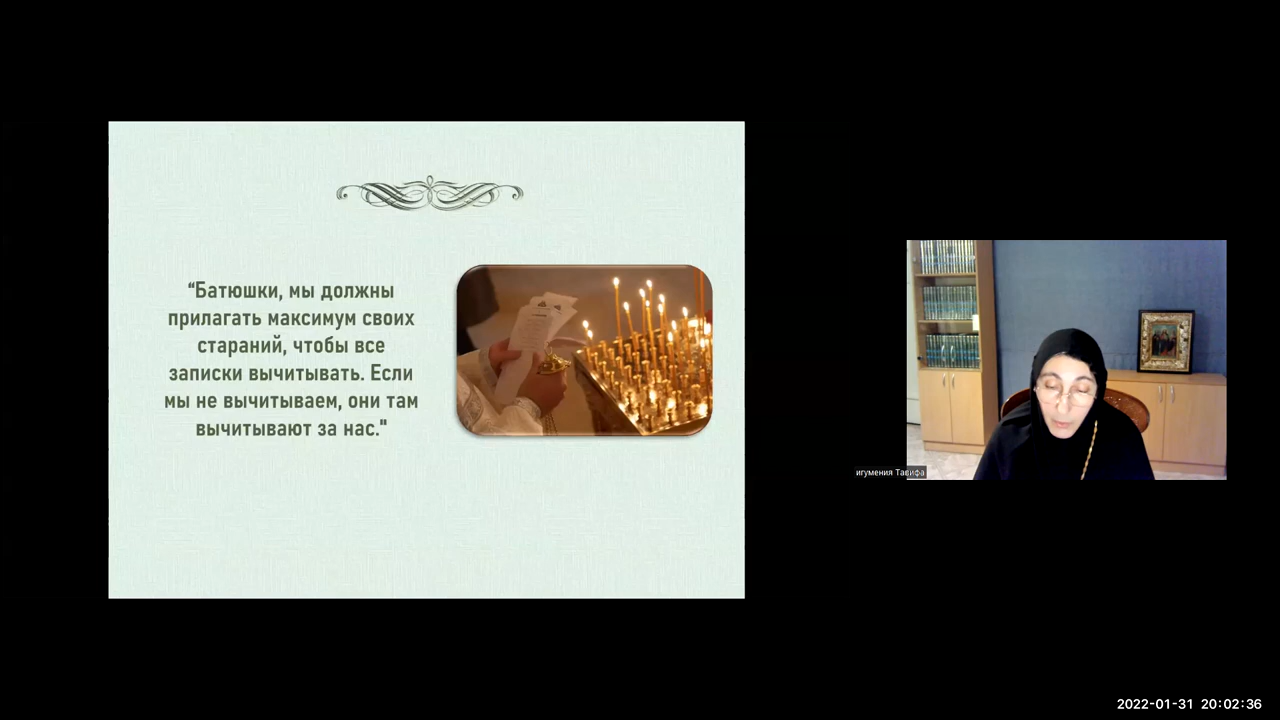 “Батюшки, мы должны
прилагать максимум своих
стараний, чтобы все
записки вычитывать. Если
мы не вычитываем, они там
вычитывают за нас."
игумения Тавифа
2022-01-31 20:02:36